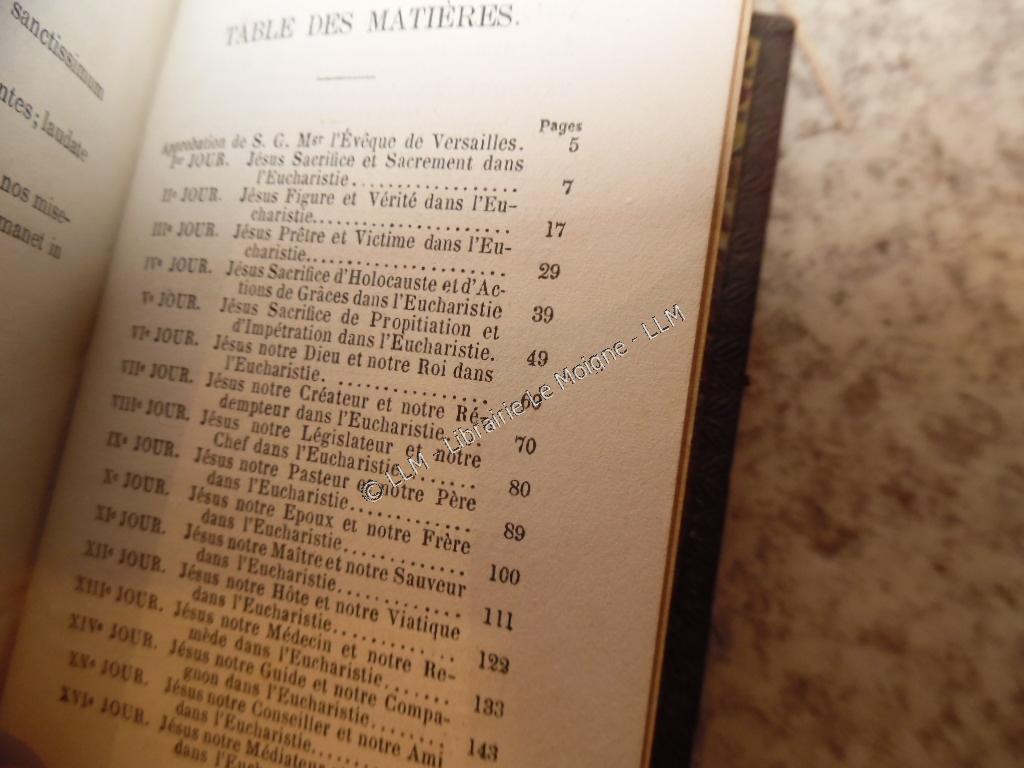 sanctissimum
ntes; laudate
nos mise-
manet in
TABLE DES MATIÈRES.
Pages
Approbation de S. G. Mgr l'Évêque de Versailles. 5
Ier JOUR. Jésus Sacrifice et Sacrement dans
l'Eucharistie................. 7
IIe JOUR. Jésus Figure et Vérité dans l'Eu-
charistie.................... 17
IIIe JOUR. Jésus Prêtre et Victime dans l'Eu-
charistie.................... 29
IVe JOUR. Jésus Sacrifice d'Holocauste et d'Ac-
tions de Grâces dans l'Eucharistie 39
Ve JOUR. Jésus Sacrifice de Propitiation et
d'Impétration dans l'Eucharistie. 49
VIe JOUR. Jésus notre Dieu et notre Roi dans
l'Eucharistie. ..............
VIIe JOUR. Jésus notre Créateur et notre Ré-
dempteur dans l'Eucharistie.... 70
VIIIe JOUR. Jésus notre Législateur et notre
Chef dans l'Eucharistie....... 80
IXe JOUR. Jésus notre Pasteur et notre Père
dans l'Eucharistie............ 89
Xe JOUR. Jésus notre Epoux et notre Frère
dans l'Eucharistie............ 100
XIe JOUR. Jésus notre Maître et notre Sauveur
dans l'Eucharistie............ 111
XIIe JOUR. Jésus notre Hôte et notre Viatique
dans l'Eucharistie............ 122
XIIIe JOUR. Jésus notre Médecin et notre Re-
mède dans l'Eucharistie....... 133
XIVe JOUR. Jésus notre Guide et notre Compa-
gnon dans l'Eucharistie....... 143
XVe JOUR. Jésus notre Conseiller et notre Ami
dans l'Eucharistie...
XVIe JOUR. Jésus notre Médiateur
dans l'Eucharistie
© LLM - Librairie Le Moigne - LLM